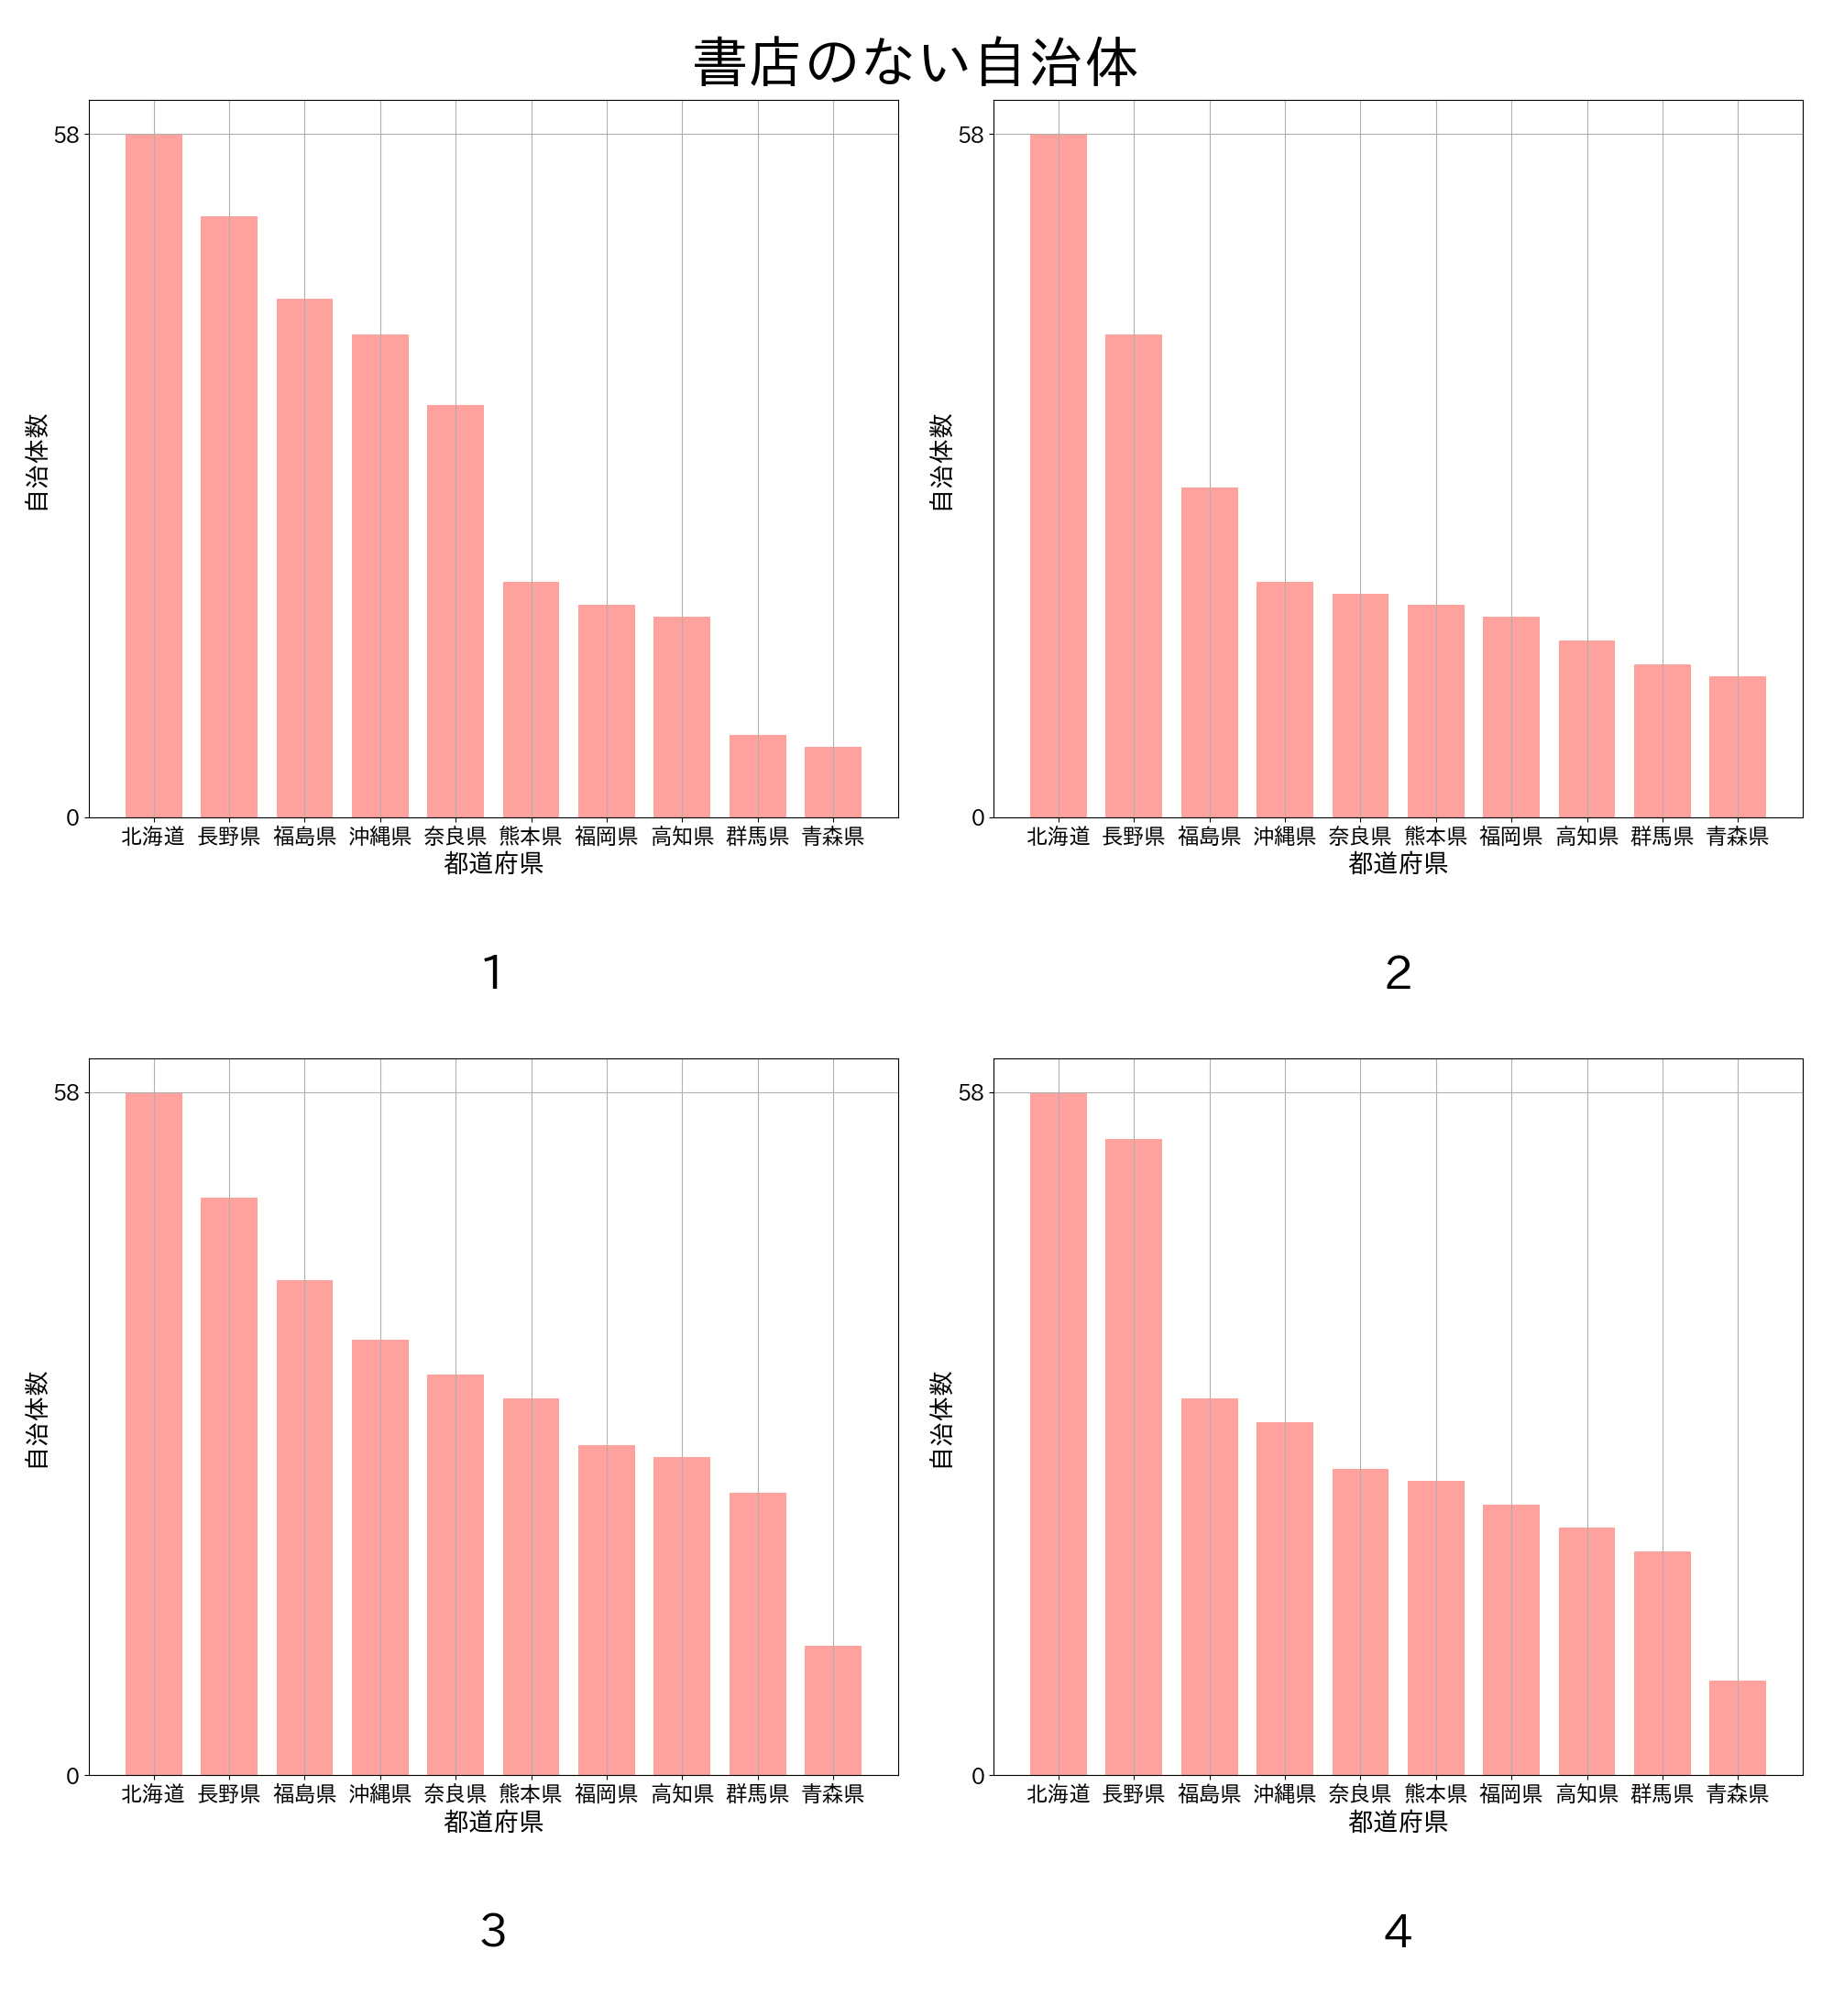 書店のない自治体
58
0
自治体数
北海道 長野県 福島県 沖縄県 奈良県 熊本県 福岡県 高知県 群馬県 青森県
都道府県
1
58
0
自治体数
北海道 長野県 福島県 沖縄県 奈良県 熊本県 福岡県 高知県 群馬県 青森県
都道府県
2
58
0
自治体数
北海道 長野県 福島県 沖縄県 奈良県 熊本県 福岡県 高知県 群馬県 青森県
都道府県
3
58
0
自治体数
北海道 長野県 福島県 沖縄県 奈良県 熊本県 福岡県 高知県 群馬県 青森県
都道府県
4